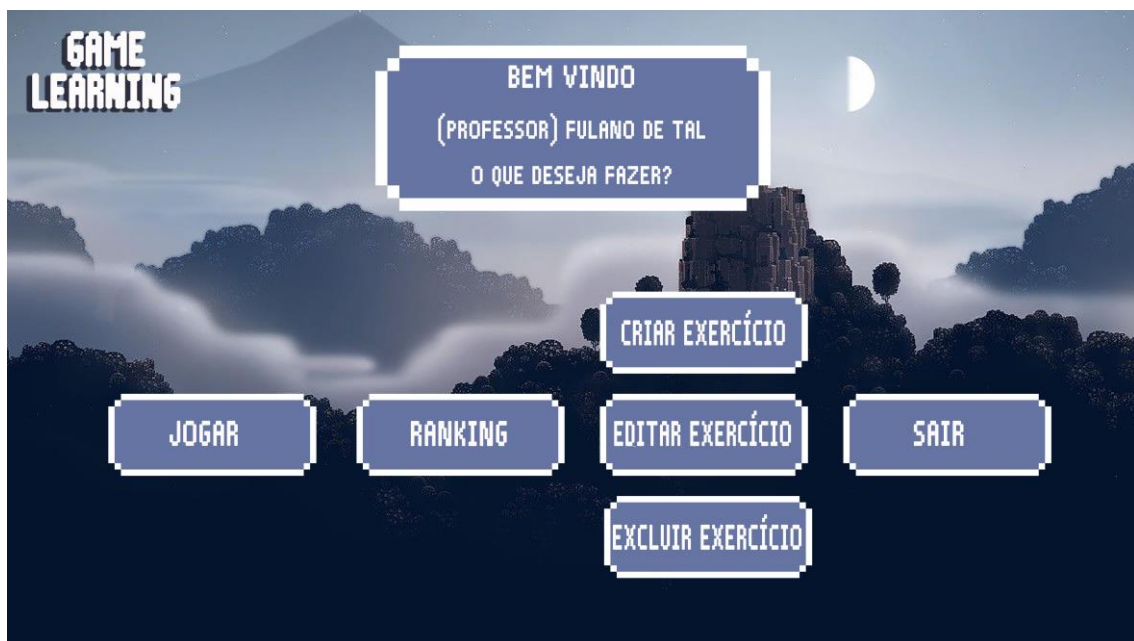 GAME
LEARNING
BEM VINDO
(PROFESSOR) FULANO DE TAL
O QUE DESEJA FAZER?
CRIAR EXERCÍCIO
JOGAR
RANKING
EDITAR EXERCÍCIO
SAIR
EXCLUIR EXERCÍCIO